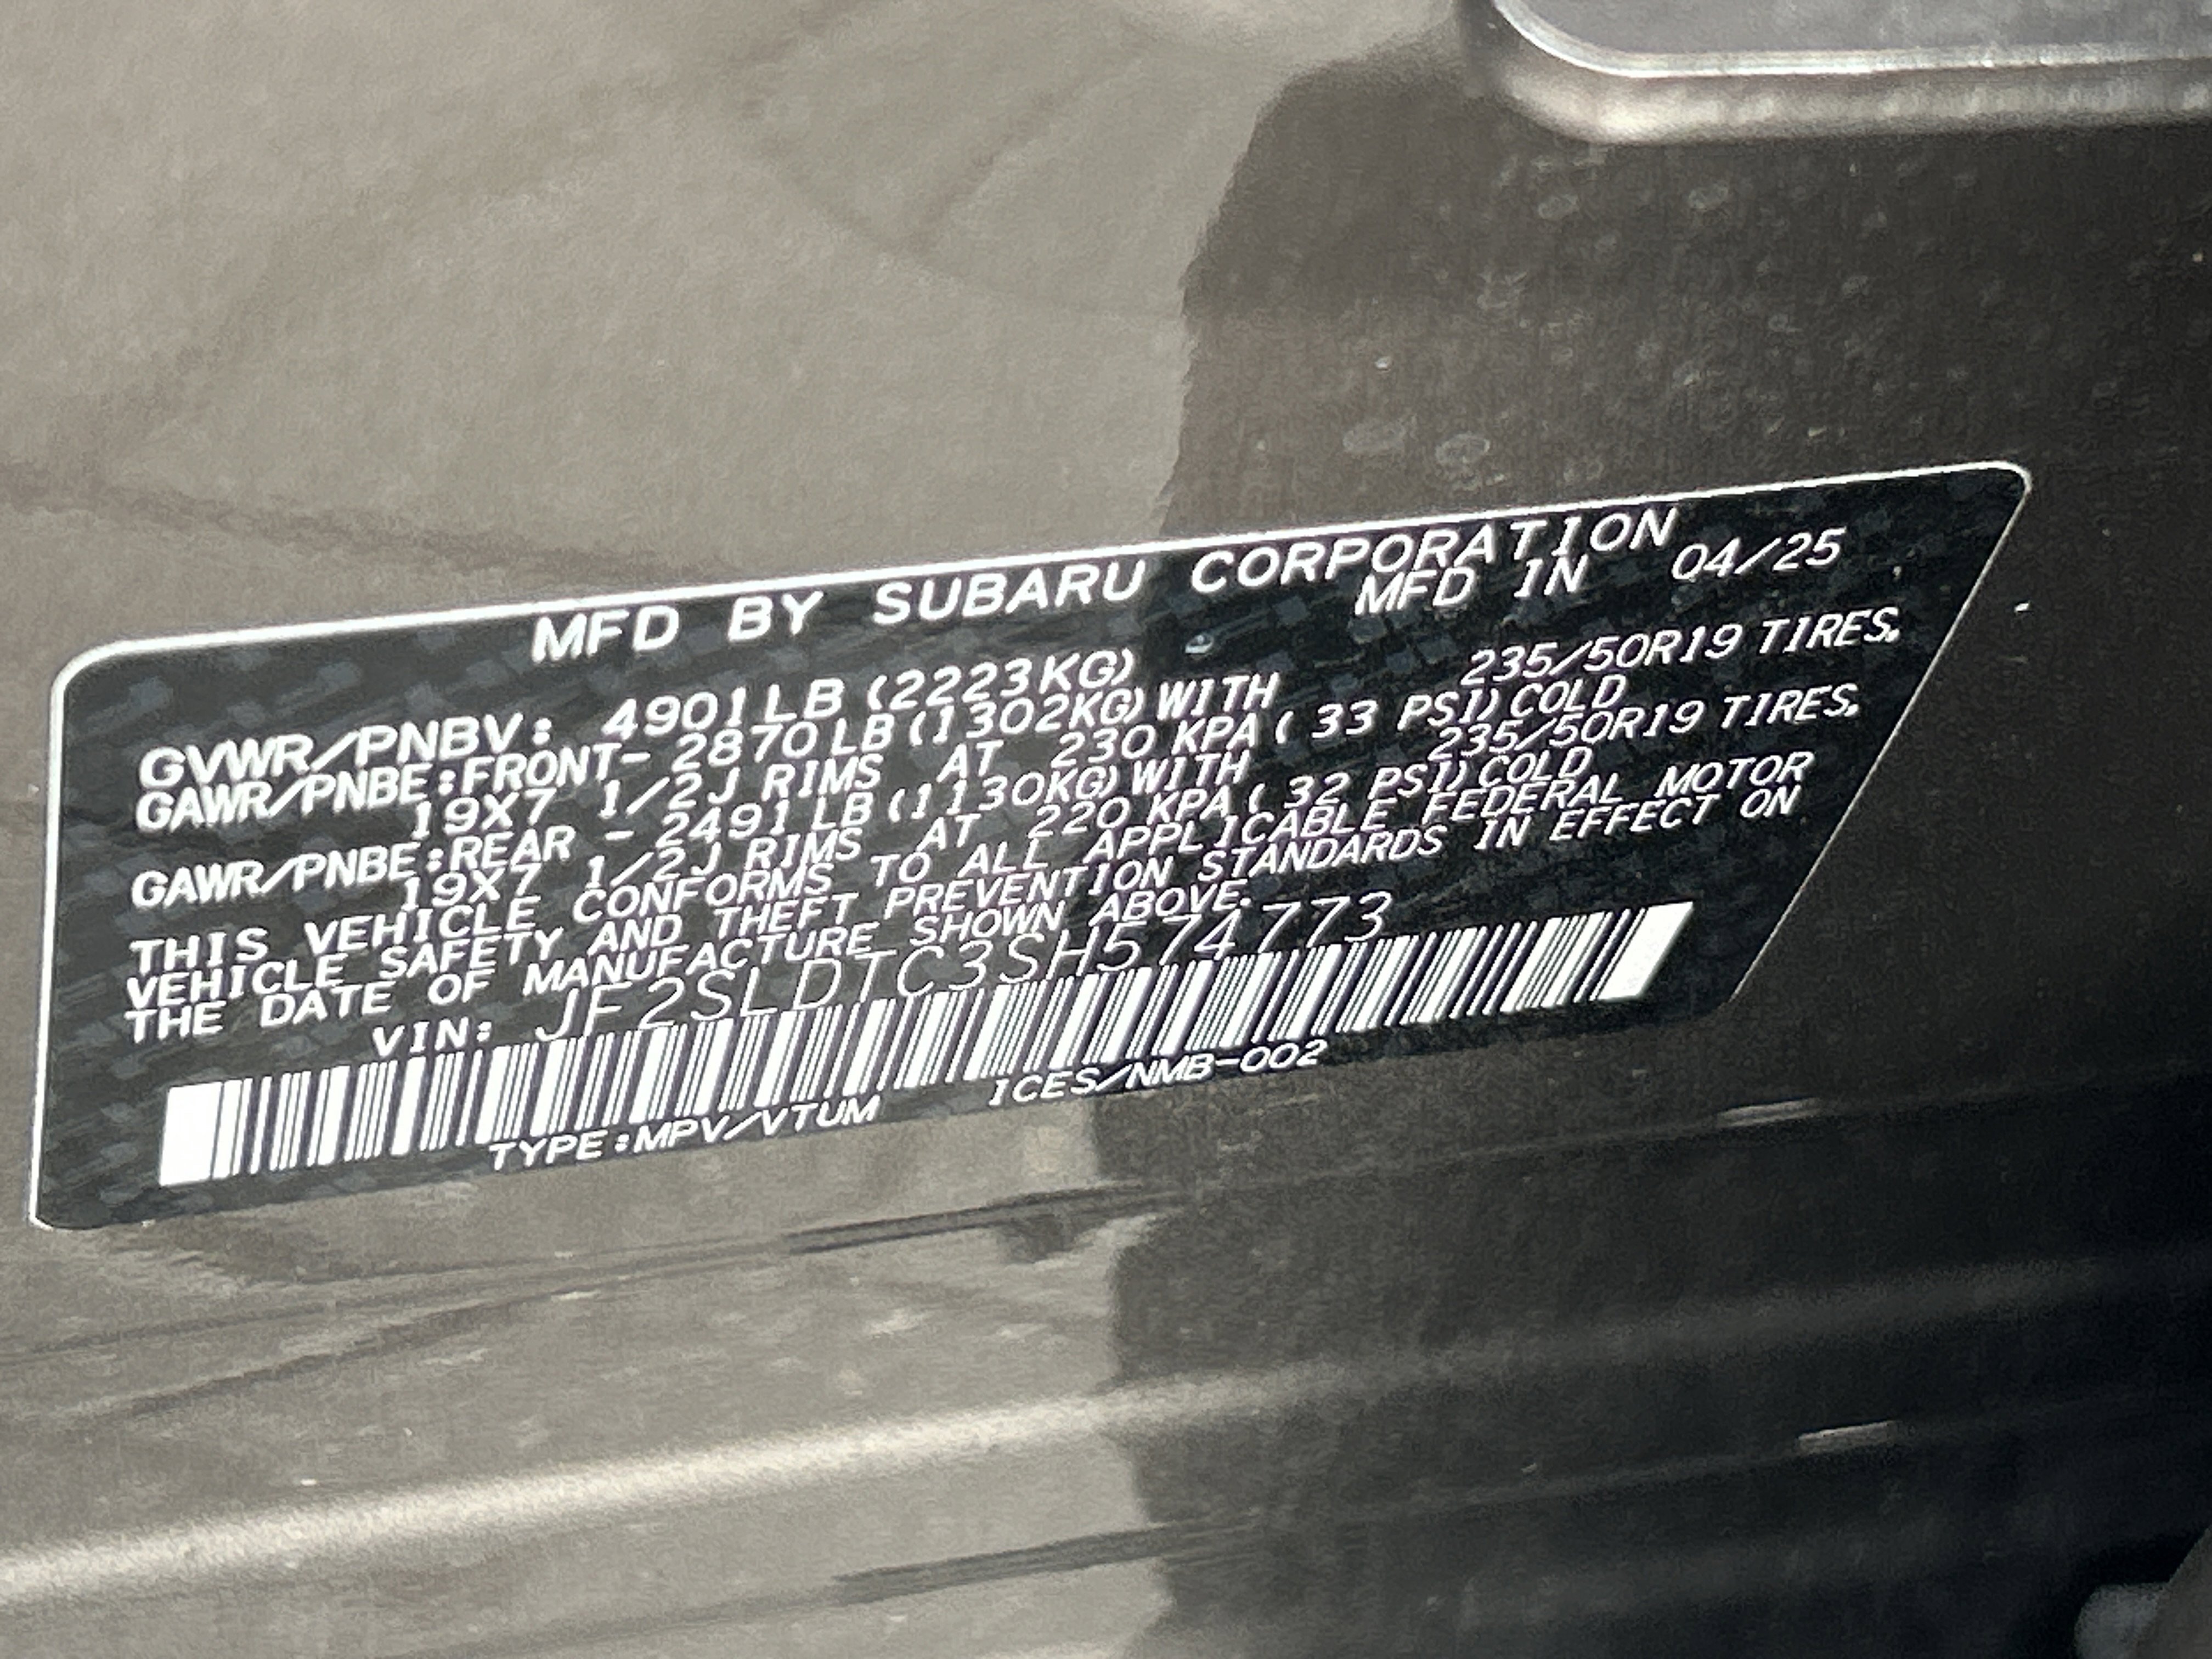 MFD BY SUBARU CORPORATION
MFD IN 04/25
GVWR/PNBV: 4901LB (2223KG)
GAWR/PNBE:FRONT- 2870LB (1302KG) WITH 235/50R19 TIRES,
19X7 1/2J RIMS AT 230 KPA ( 33 PSI) COLD
GAWR/PNBE:REAR - 2491LB (1130KG) WITH 235/50R19 TIRES,
19X7 1/2J RIMS AT 220 KPA ( 32 PSI) COLD
THIS VEHICLE CONFORMS TO ALL APPLICABLE FEDERAL MOTOR
VEHICLE SAFETY AND THEFT PREVENTION STANDARDS IN EFFECT ON
THE DATE OF MANUFACTURE SHOWN ABOVE.
VIN: JF2SLDTC3SH574773
TYPE:MPV/VTUM ICES/NMB-002